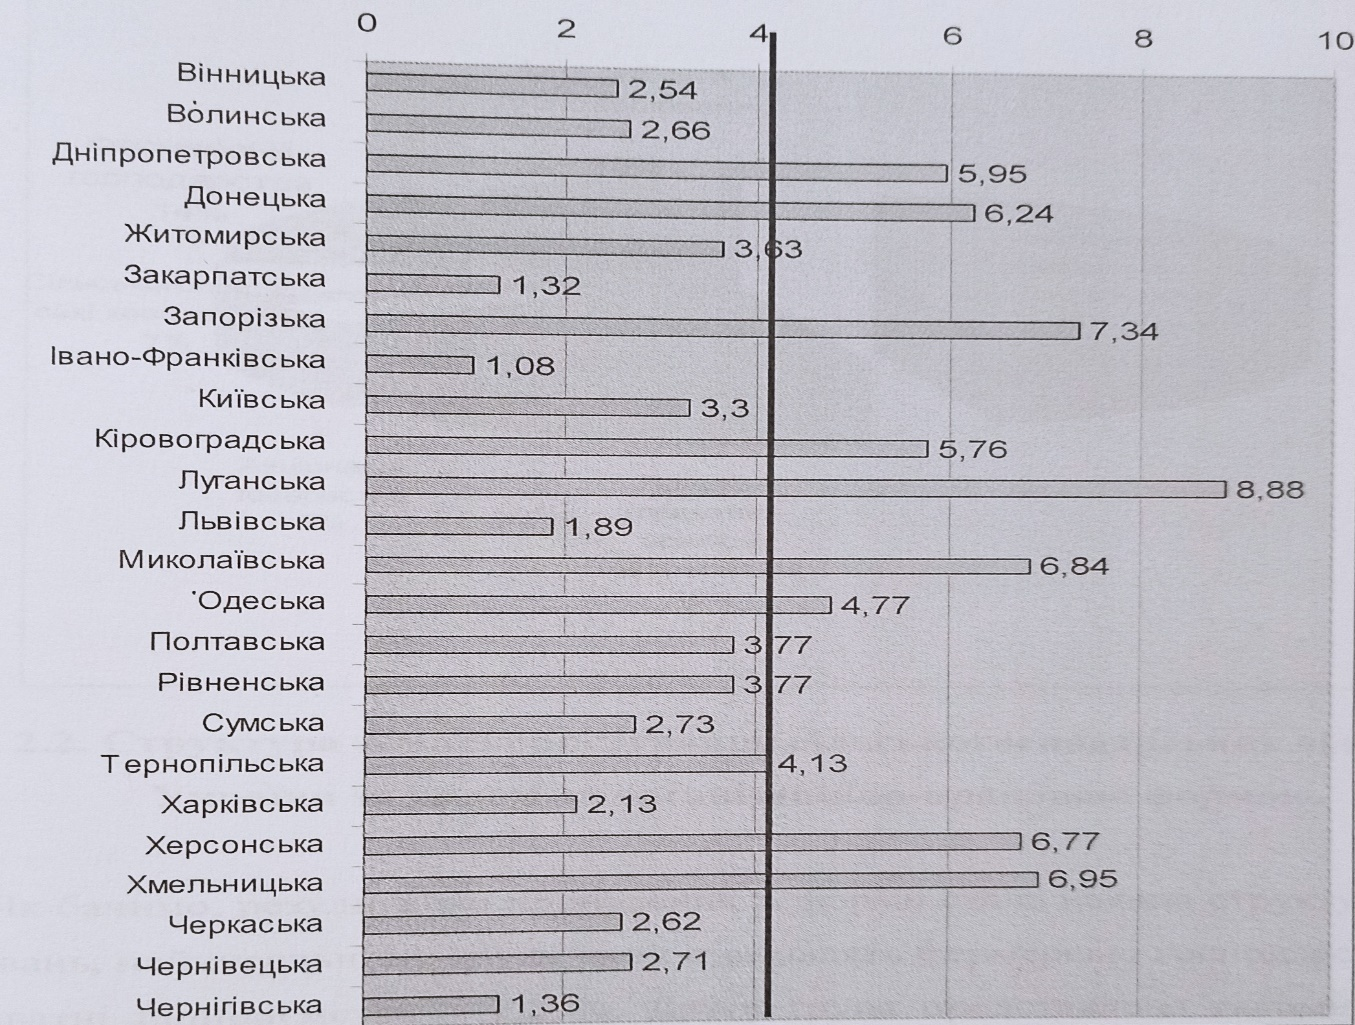 0 2 4 6 8 10
Вінницька 2,54
Волинська 2,66
Дніпропетровська 5,95
Донецька 6,24
Житомирська 3,63
Закарпатська 1,32
Запорізька 7,34
Івано-Франківська 1,08
Київська 3,3
Кіровоградська 5,76
Луганська 8,88
Львівська 1,89
Миколаївська 6,84
Одеська 4,77
Полтавська 3,77
Рівненська 3,77
Сумська 2,73
Тернопільська 4,13
Харківська 2,13
Херсонська 6,77
Хмельницька 6,95
Черкаська 2,62
Чернівецька 2,71
Чернігівська 1,36